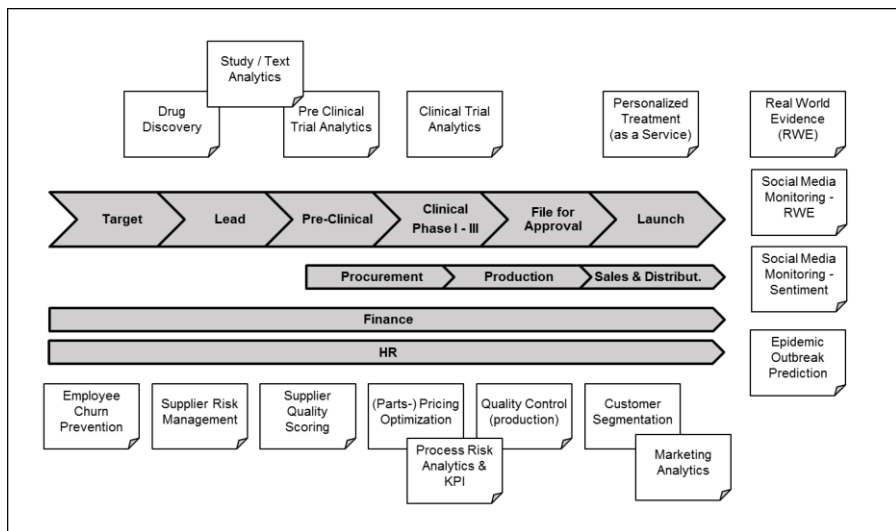 Study / Text
Analytics
Drug
Discovery
Pre Clinical
Trial Analytics
Clinical Trial
Analytics
Personalized
Treatment
(as a Service)
Real World
Evidence
(RWE)
Target
Lead
Pre-Clinical
Clinical
Phase I - III
File for
Approval
Launch
Social Media
Monitoring -
RWE
Procurement
Production
Sales & Distribut.
Social Media
Monitoring -
Sentiment
Finance
HR
Epidemic
Outbreak
Prediction
Employee
Churn
Prevention
Supplier Risk
Management
Supplier
Quality
Scoring
(Parts-) Pricing
Optimization
Quality Control
(production)
Customer
Segmentation
Process Risk
Analytics &
KPI
Marketing
Analytics